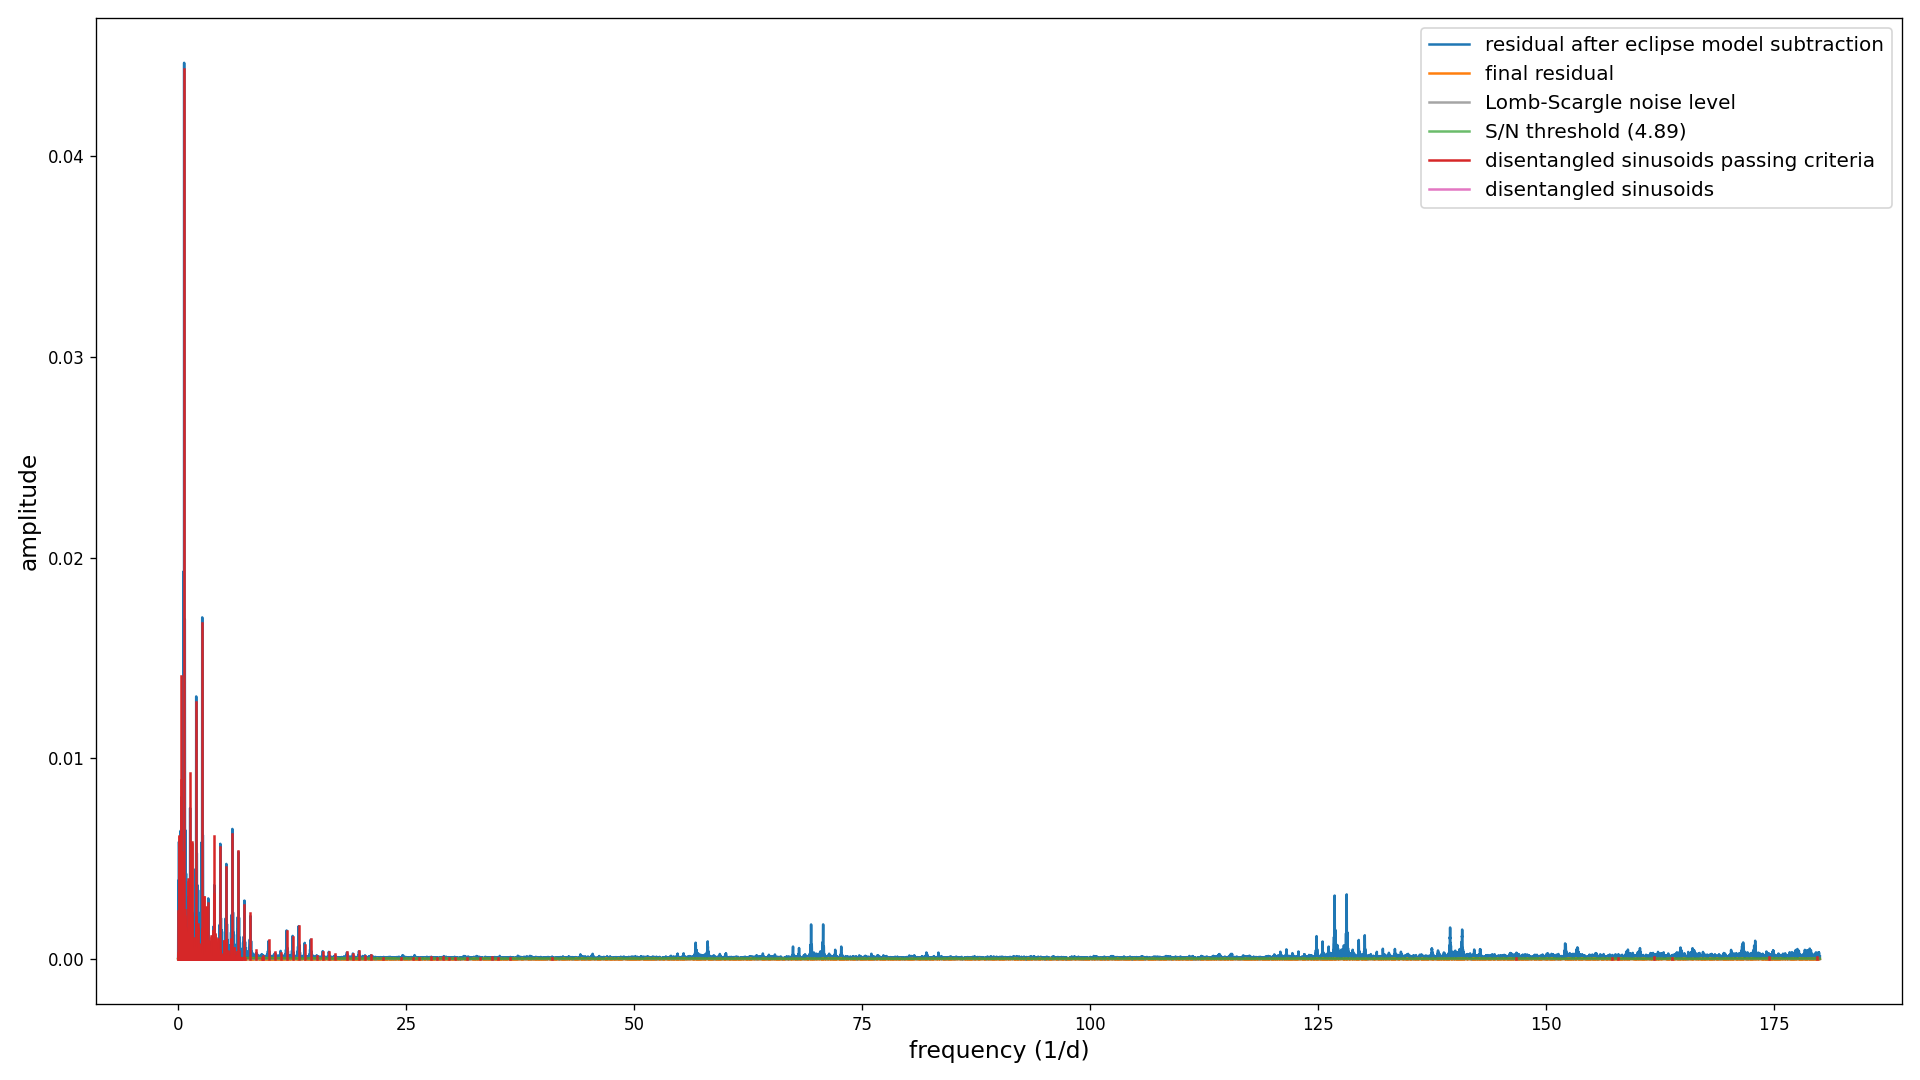 residual after eclipse model subtraction
final residual
Lomb-Scargle noise level
S/N threshold (4.89)
disentangled sinusoids passing criteria
disentangled sinusoids
amplitude
0.04
0.03
0.02
0.01
0.00
0 25 50 75 100 125 150 175
frequency (1/d)